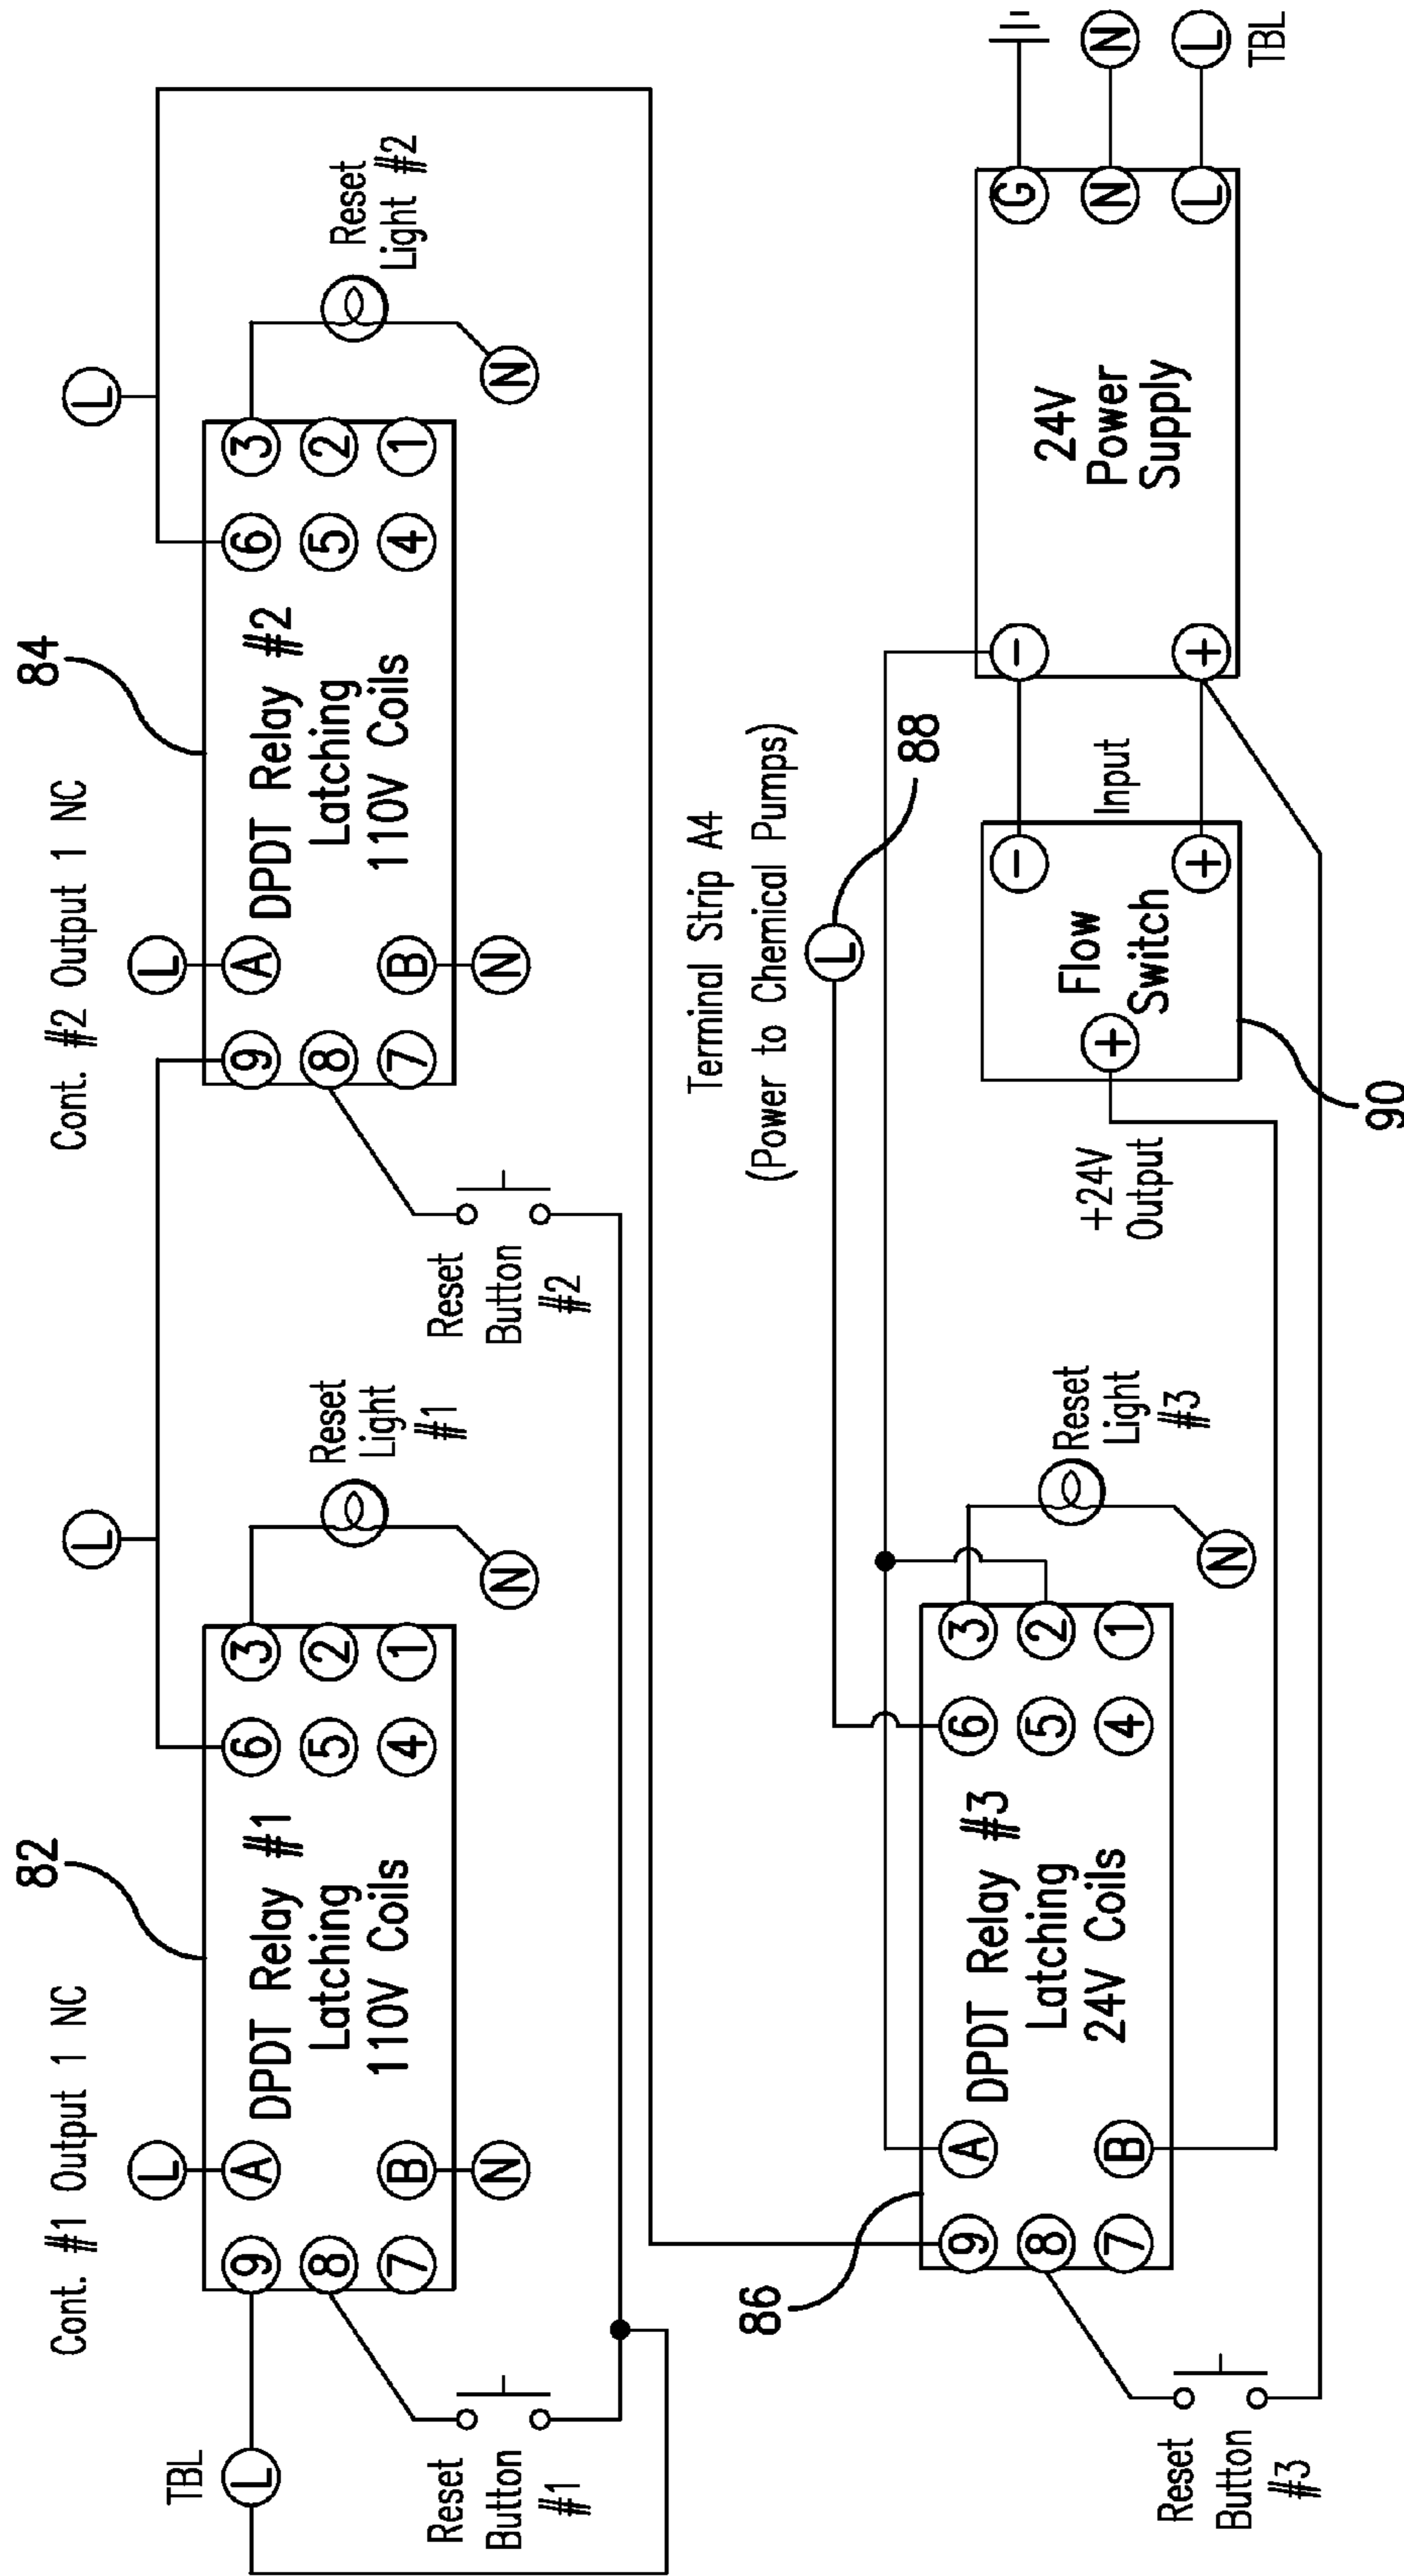 82
84
Cont. #1 Output 1 NC
Cont. #2 Output 1 NC
L
L
L
L
TBL
L
9
A
6
3
8
5
2
7
B
4
1
DPDT Relay #1
Latching
110V Coils
N
N
Reset
Light
#1
Reset
Button
#1
9
A
6
3
8
5
2
7
B
4
1
DPDT Relay #2
Latching
110V Coils
N
N
Reset
Light #2
Reset
Button
#2
Terminal Strip A4
(Power to Chemical Pumps)
L
88
86
9
A
6
3
8
5
2
7
B
4
1
DPDT Relay #3
Latching
24V Coils
N
Reset
Light
#3
Reset
Button
#3
+24V
Output
+
Flow
Switch
-
+
Input
90
-
+
24V
Power
Supply
G
N
L
N
L
TBL